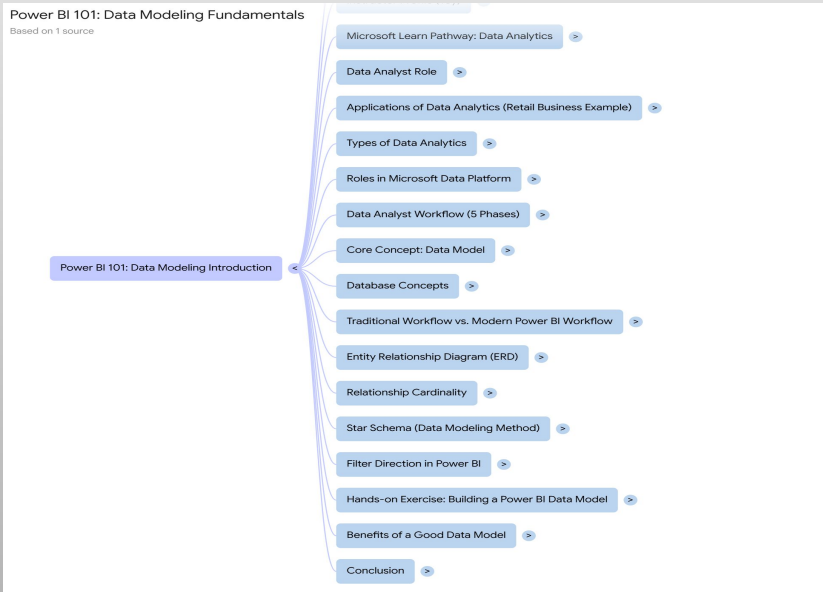 Power BI 101: Data Modeling Fundamentals
Based on 1 source
Microsoft Learn Pathway: Data Analytics >
Data Analyst Role >
Applications of Data Analytics (Retail Business Example) >
Types of Data Analytics >
Roles in Microsoft Data Platform >
Data Analyst Workflow (5 Phases) >
Core Concept: Data Model >
Power BI 101: Data Modeling Introduction <
Database Concepts >
Traditional Workflow vs. Modern Power BI Workflow >
Entity Relationship Diagram (ERD) >
Relationship Cardinality >
Star Schema (Data Modeling Method) >
Filter Direction in Power BI >
Hands-on Exercise: Building a Power BI Data Model >
Benefits of a Good Data Model >
Conclusion >